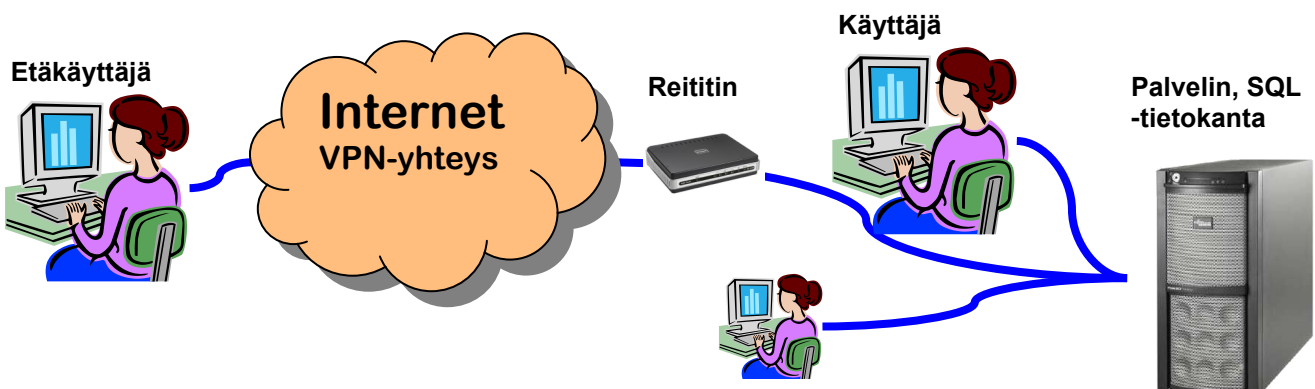 Etäkäyttäjä
Internet
VPN-yhteys
Reititin
Käyttäjä
Palvelin, SQL
-tietokanta